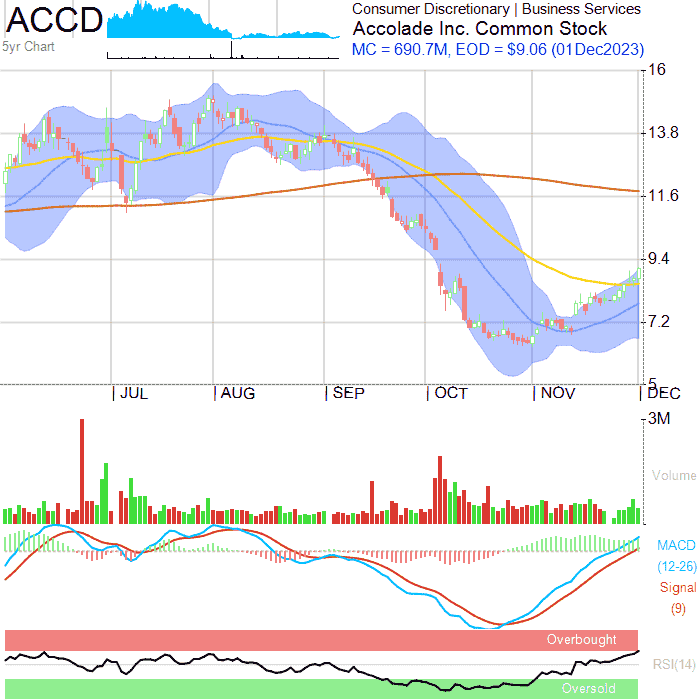 ACCD
Consumer Discretionary | Business Services
Accolade Inc. Common Stock
MC = 690.7M, EOD = $9.06 (01Dec2023)
5yr Chart
16
13.8
11.6
9.4
7.2
5
JUL
AUG
SEP
OCT
NOV
DEC
3M
Volume
MACD
(12-26)
Signal
(9)
Overbought
RSI(14)
Oversold